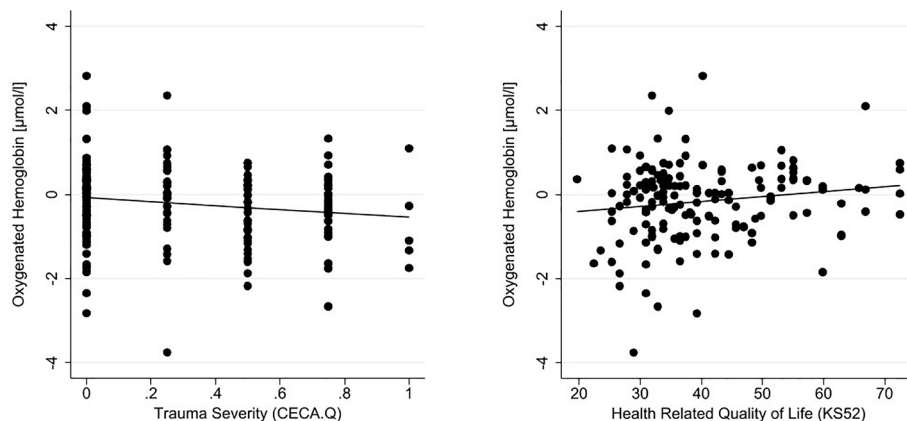 Oxygenated Hemoglobin [µmol/l]
4
2
0
-2
-4
0 .2 .4 .6 .8 1
Trauma Severity (CECA.Q)
Oxygenated Hemoglobin [µmol/l]
4
2
0
-2
-4
20 30 40 50 60 70
Health Related Quality of Life (KS52)